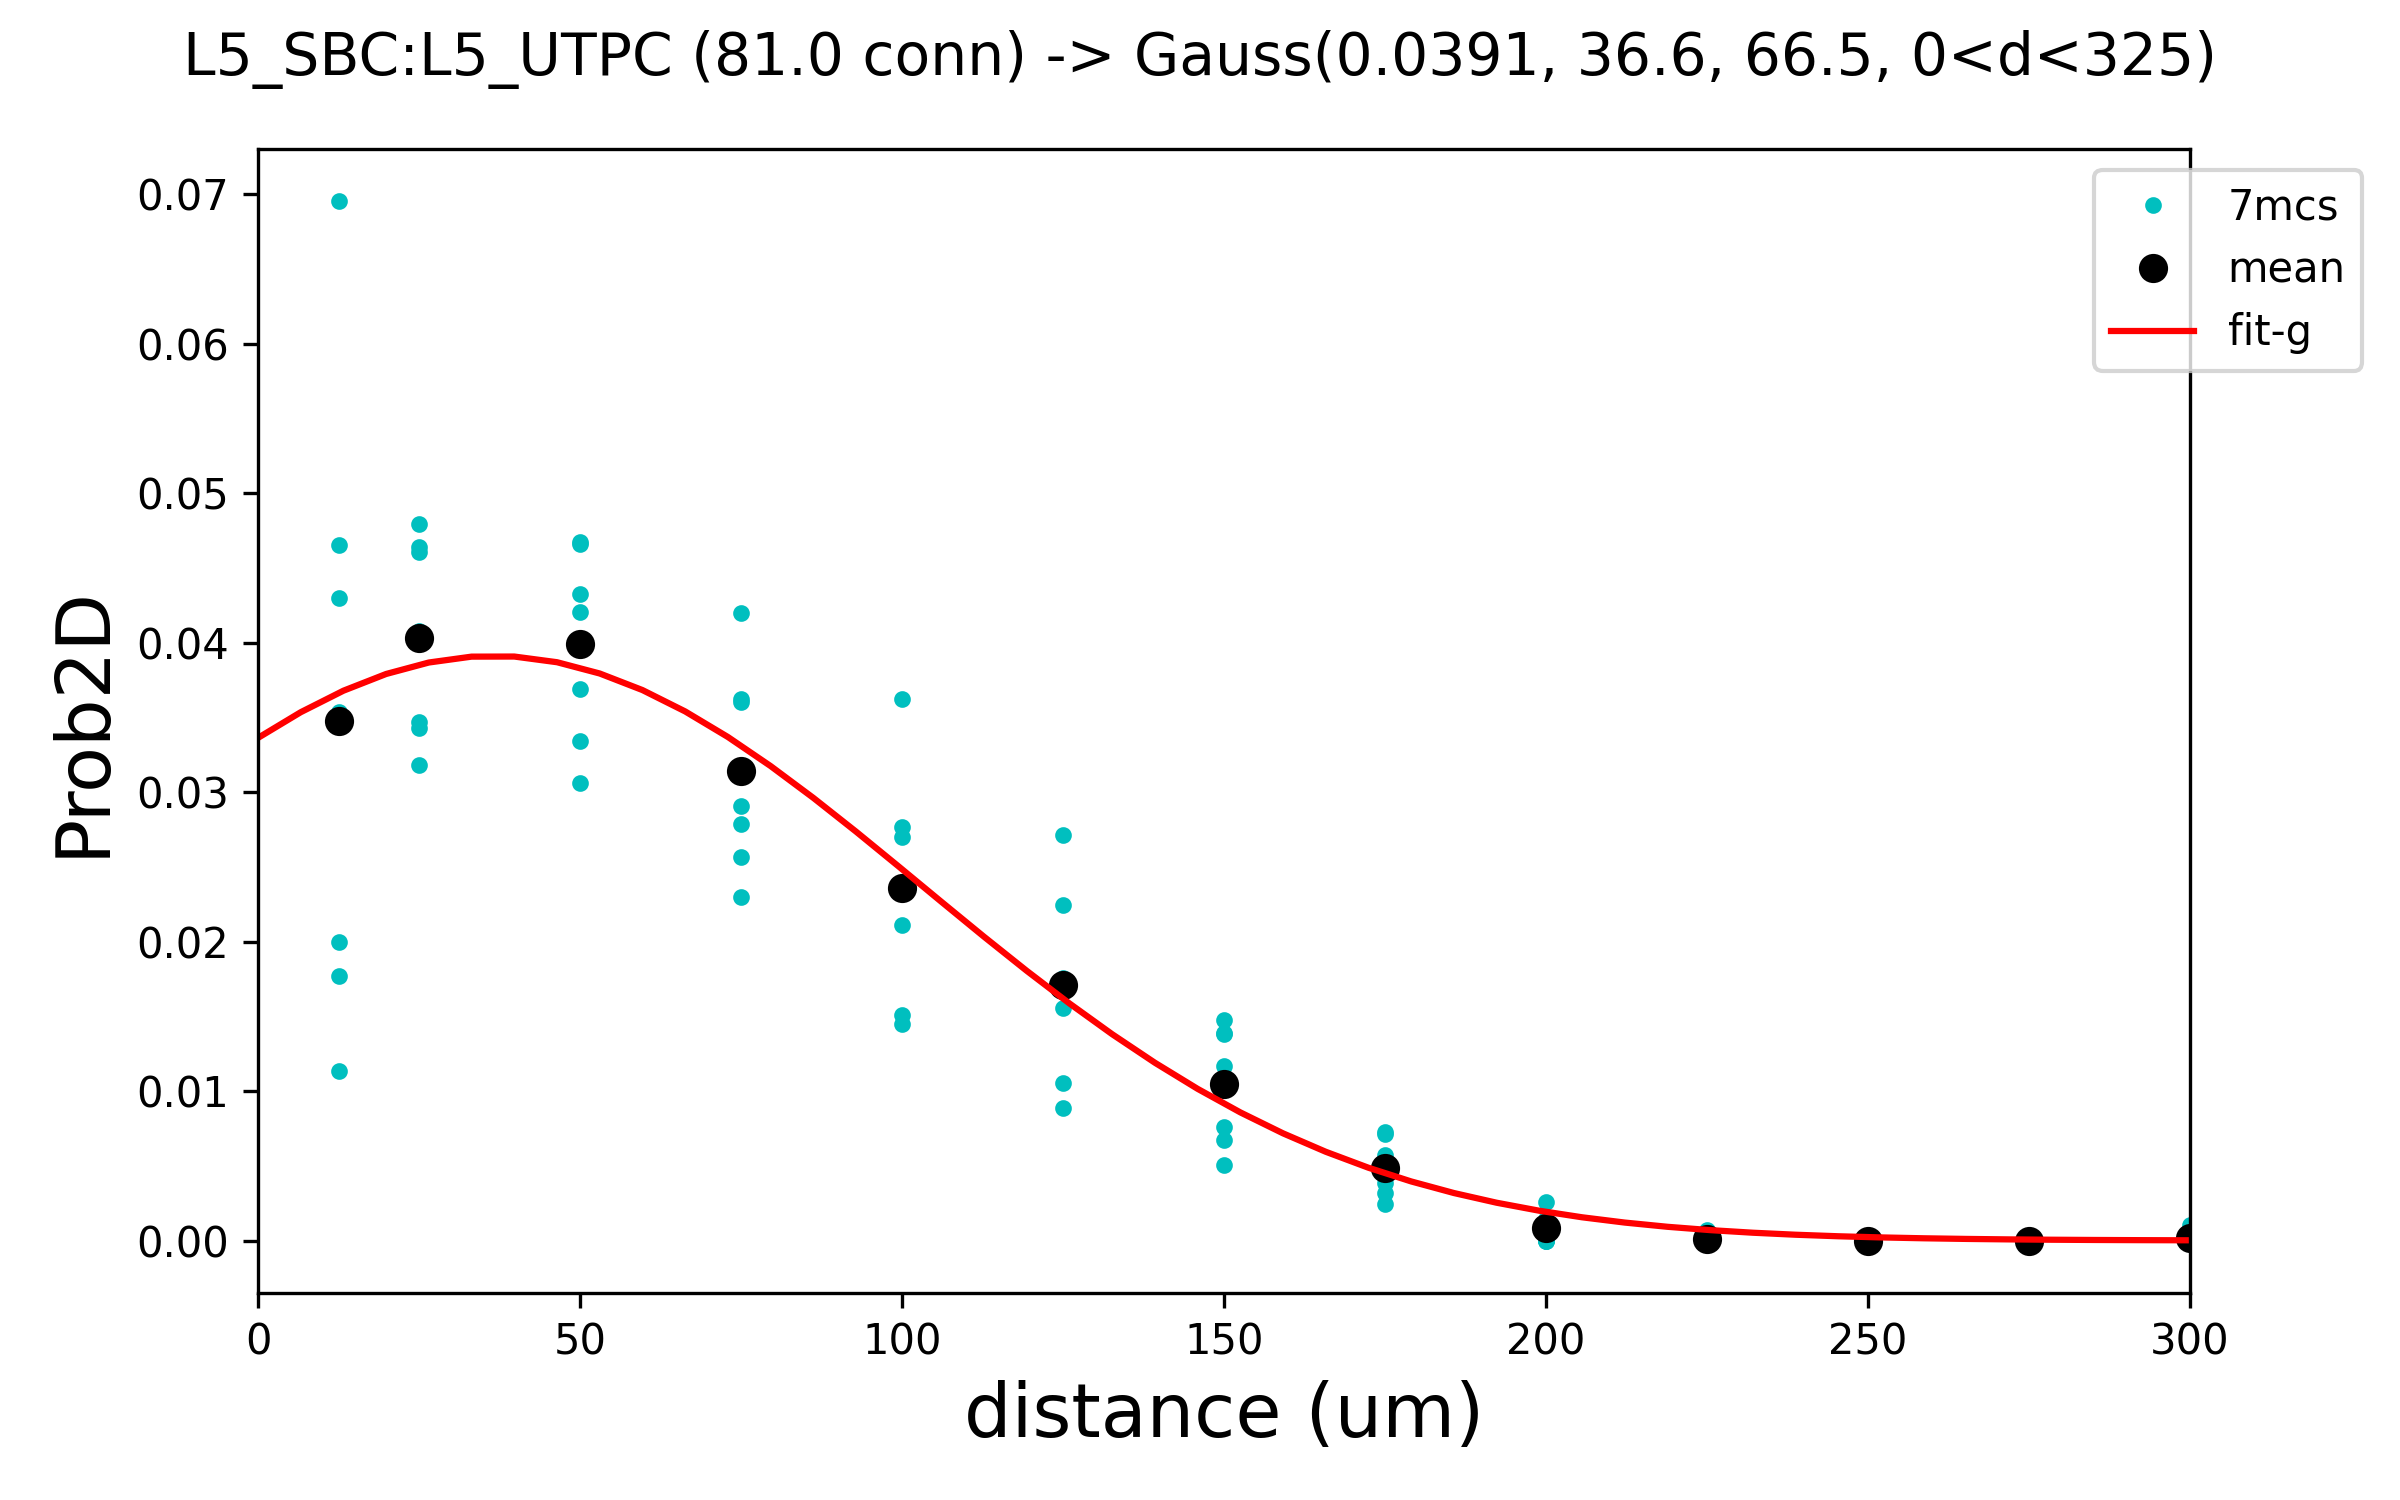 L5_SBC:L5_UTPC (81.0 conn) -> Gauss(0.0391, 36.6, 66.5, 0<d<325)
7mcs
mean
fit-g
Prob2D
0.07
0.06
0.05
0.04
0.03
0.02
0.01
0.00
0 50 100 150 200 250 300
distance (um)